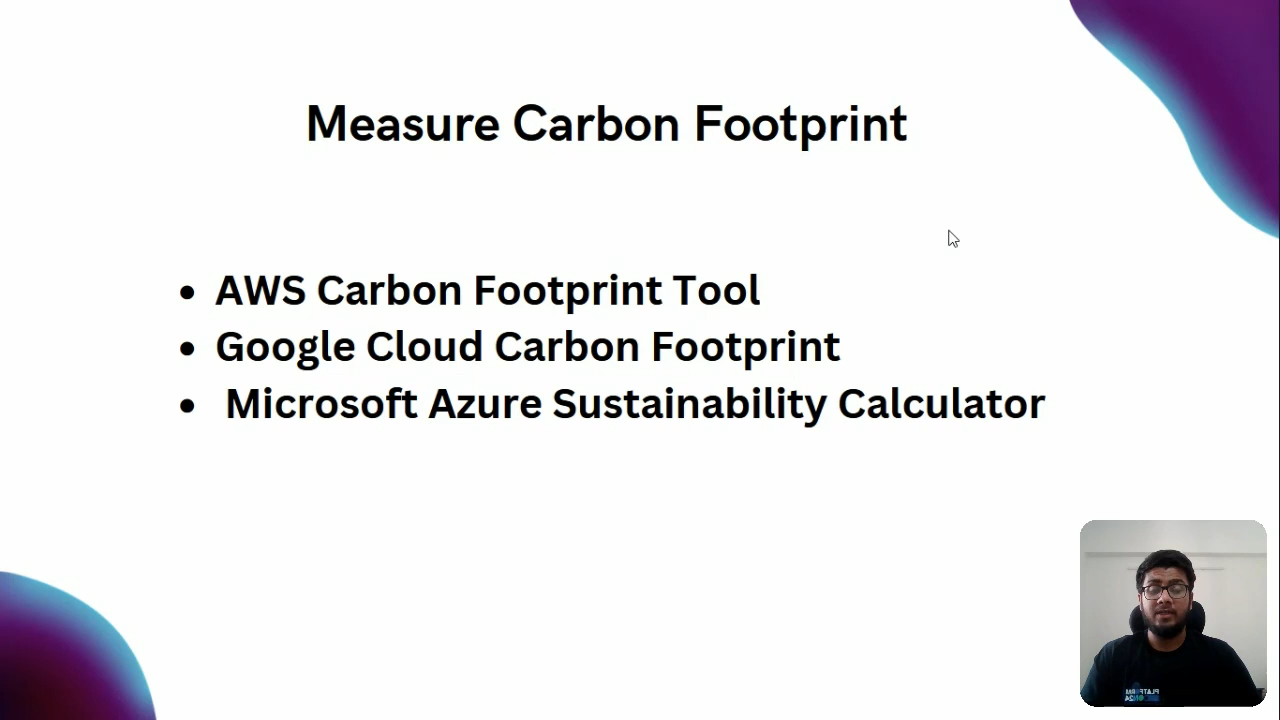 Measure Carbon Footprint
• AWS Carbon Footprint Tool
• Google Cloud Carbon Footprint
• Microsoft Azure Sustainability Calculator